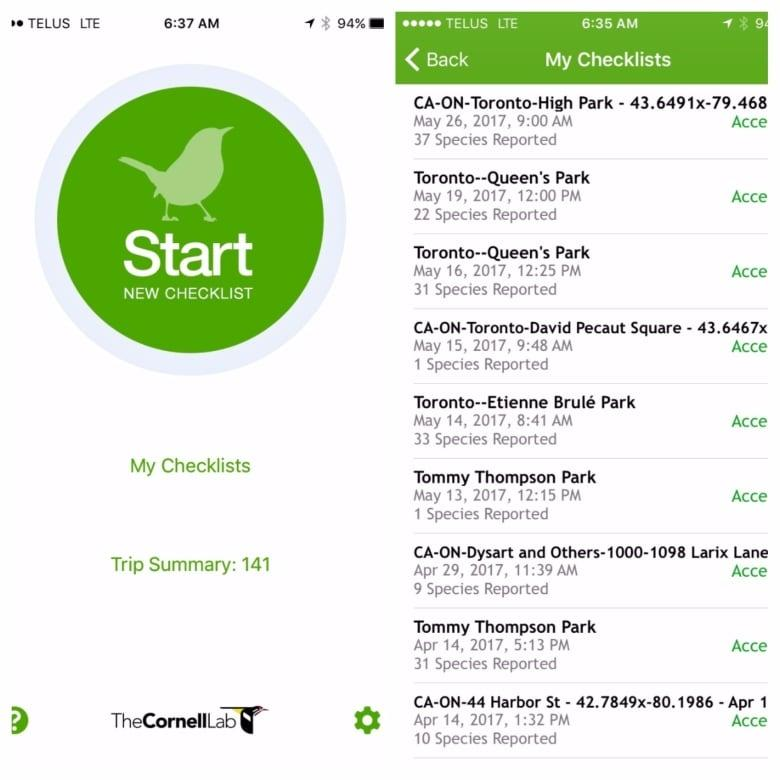 TELUS LTE 6:37 AM 94%
Start
NEW CHECKLIST
My Checklists
Trip Summary: 141
?
TheCornellLab
TELUS LTE 6:35 AM 94
Back My Checklists
CA-ON-Toronto-High Park - 43.6491x-79.468
May 26, 2017, 9:00 AM Acce
37 Species Reported
Toronto--Queen's Park
May 19, 2017, 12:00 PM Acce
22 Species Reported
Toronto--Queen's Park
May 16, 2017, 12:25 PM Acce
31 Species Reported
CA-ON-Toronto-David Pecaut Square - 43.6467x
May 15, 2017, 9:48 AM Acce
1 Species Reported
Toronto--Etienne Brulé Park
May 14, 2017, 8:41 AM Acce
33 Species Reported
Tommy Thompson Park
May 13, 2017, 12:15 PM Acce
1 Species Reported
CA-ON-Dysart and Others-1000-1098 Larix Lane
Apr 29, 2017, 11:39 AM Acce
9 Species Reported
Tommy Thompson Park
Apr 14, 2017, 5:13 PM Acce
31 Species Reported
CA-ON-44 Harbor St - 42.7849x-80.1986 - Apr 1
Apr 14, 2017, 1:32 PM Acce
10 Species Reported